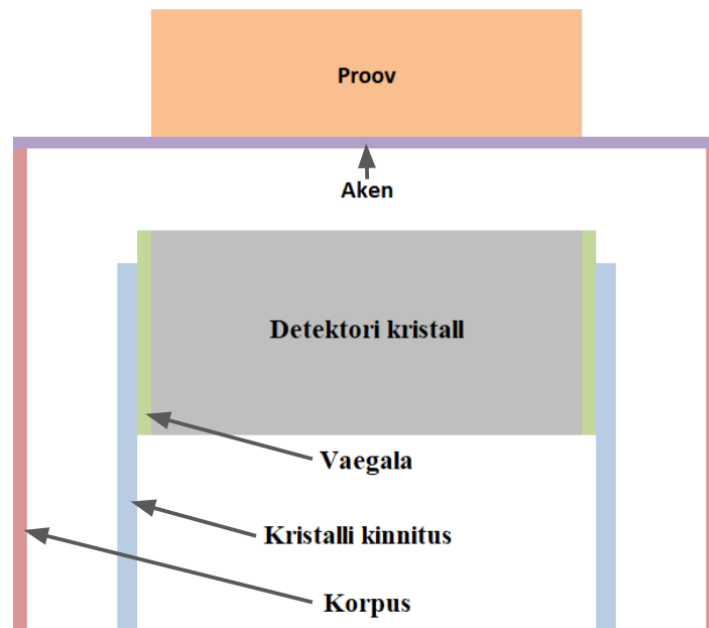 Proov
Aken
Detektori kristall
Vaegala
Kristalli kinnitus
Korpus